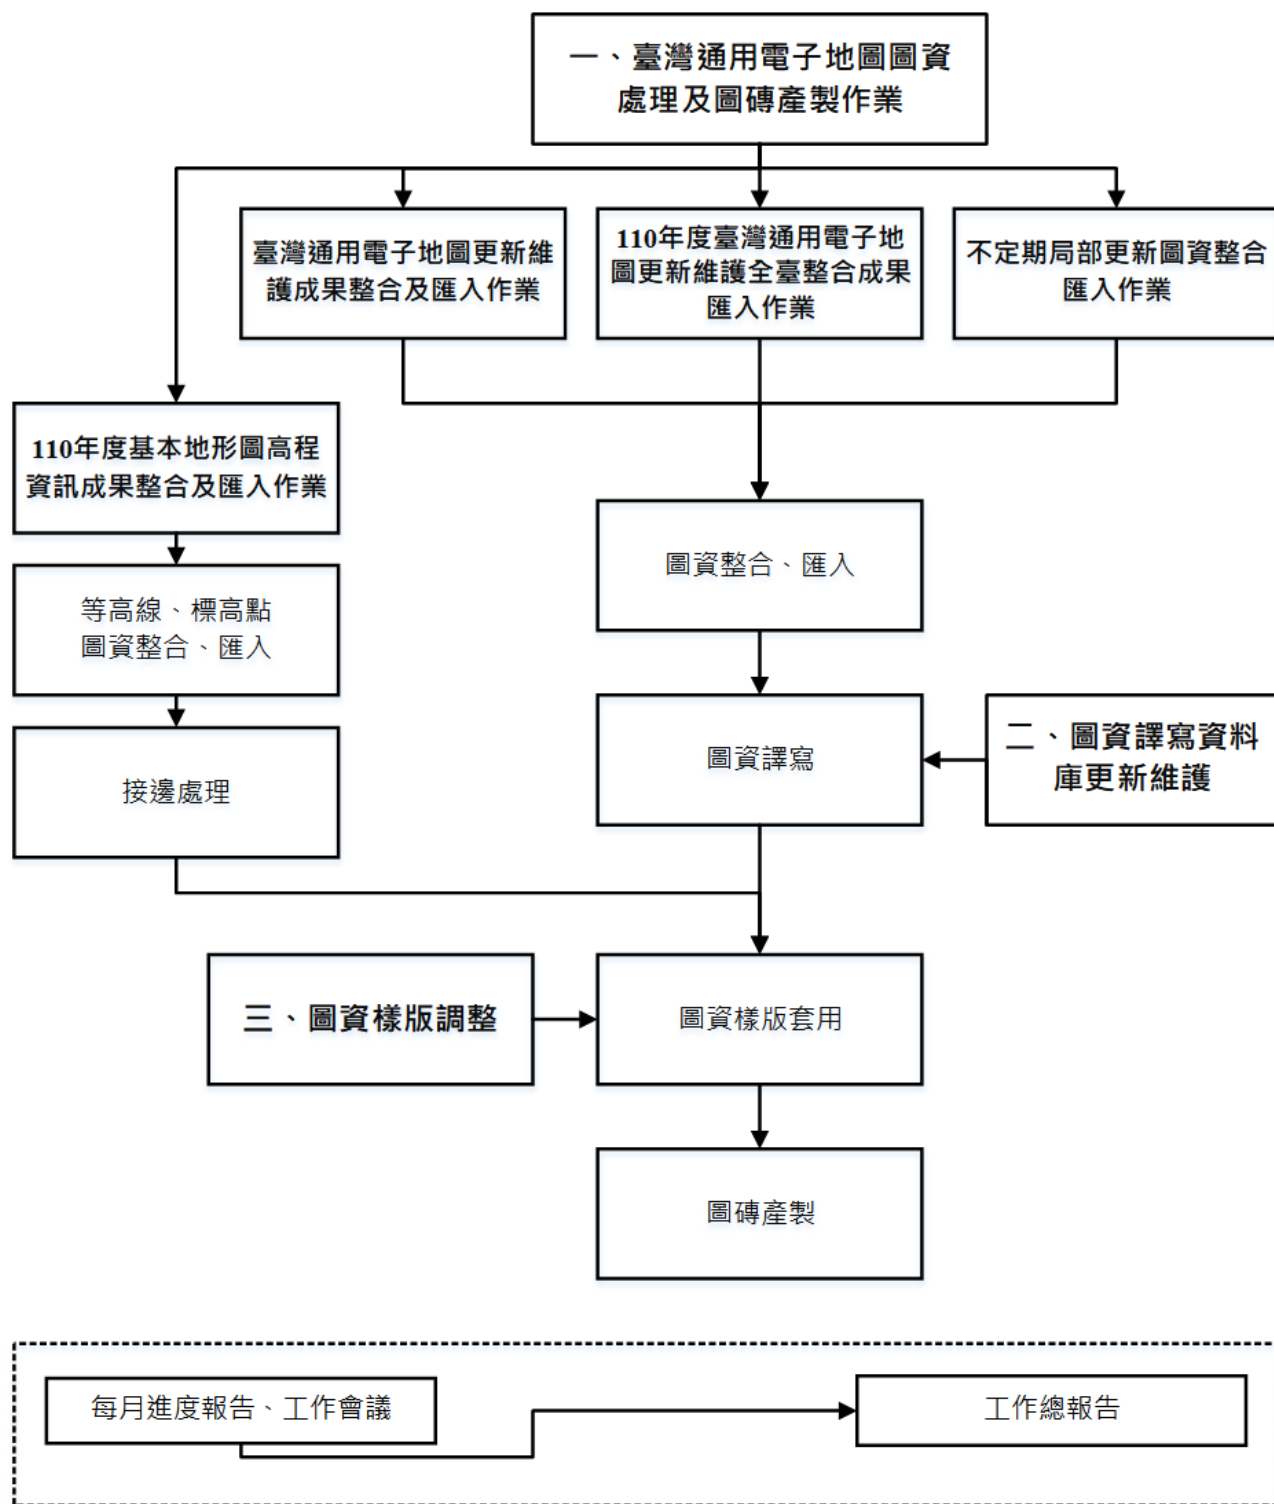 一、臺灣通用電子地圖圖資
處理及圖磚產製作業
臺灣通用電子地圖更新維
護成果整合及匯入作業
110年度臺灣通用電子地
圖更新維護全臺整合成果
匯入作業
不定期局部更新圖資整合
匯入作業
110年度基本地形圖高程
資訊成果整合及匯入作業
等高線、標高點
圖資整合、匯入
接邊處理
圖資整合、匯入
圖資譯寫
二、圖資譯寫資料
庫更新維護
三、圖資樣版調整
圖資樣版套用
圖磚產製
每月進度報告、工作會議
工作總報告